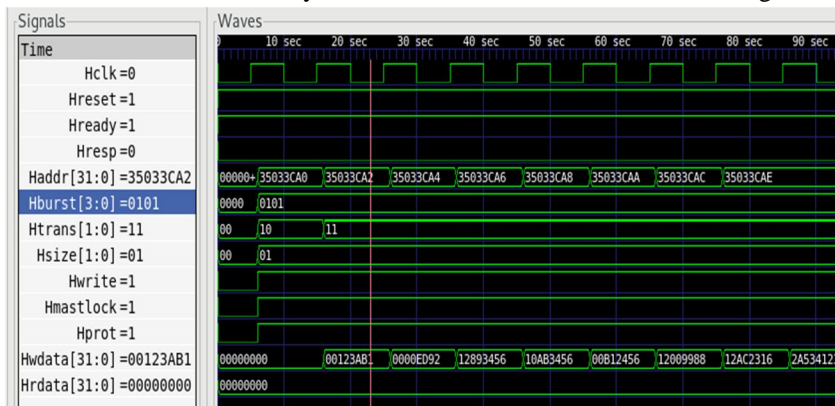 Signals
Waves
Time
0 10 sec 20 sec 30 sec 40 sec 50 sec 60 sec 70 sec 80 sec 90 sec
Hclk=0
Hreset=1
Hready=1
Hresp=0
Haddr[31:0]=35033CA2 00000+ 35033CA0 35033CA2 35033CA4 35033CA6 35033CA8 35033CAA 35033CAC 35033CAE
Hburst[3:0]=0101 0000 0101
Htrans[1:0]=11 00 10 11
Hsize[1:0]=01 00 01
Hwrite=1
Hmastlock=1
Hprot=1
Hwdata[31:0]=00123AB1 00000000 00123AB1 0000ED92 12893456 10AB3456 00B12456 12009988 12AC2316 2A53412
Hrdata[31:0]=00000000 00000000